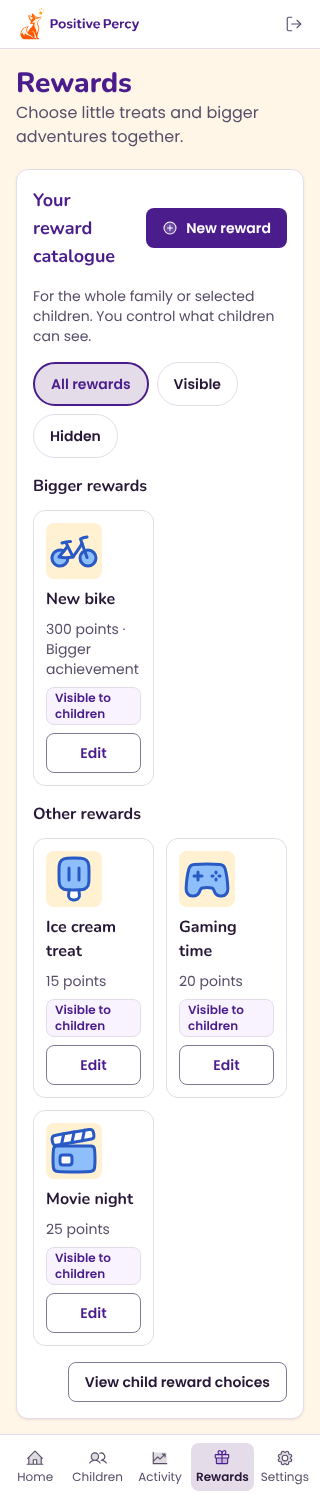 Positive Percy
Rewards
Choose little treats and bigger
adventures together.
Your
reward
catalogue
New reward
For the whole family or selected
children. You control what children
can see.
All rewards
Visible
Hidden
Bigger rewards
New bike
300 points ·
Bigger
achievement
Visible to
children
Edit
Other rewards
Ice cream
treat
15 points
Visible to
children
Edit
Gaming
time
20 points
Visible to
children
Edit
Movie night
25 points
Visible to
children
Edit
View child reward choices
Home
Children
Activity
Rewards
Settings